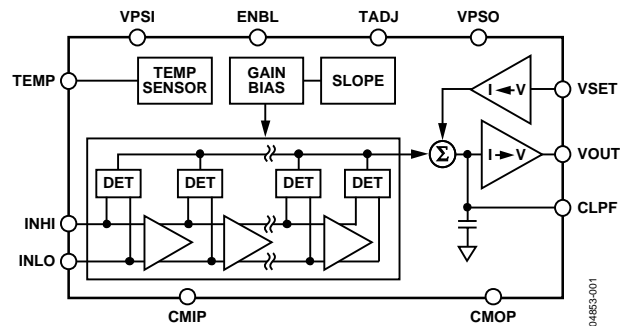 VPSI ENBL TADJ VPSO
TEMP
TEMP
SENSOR
GAIN
BIAS
SLOPE
I V
VSET
Σ
I V
VOUT
DET DET DET DET
CLPF
INHI
INLO
CMIP CMOP
04853-001